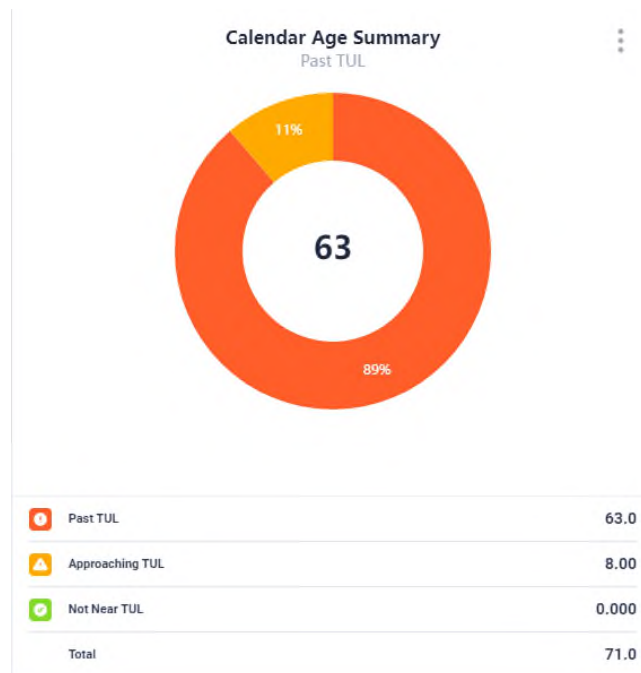 Calendar Age Summary
Past TUL
11%
63
89%
Past TUL 63.0
Approaching TUL 8.00
Not Near TUL 0.000
Total 71.0